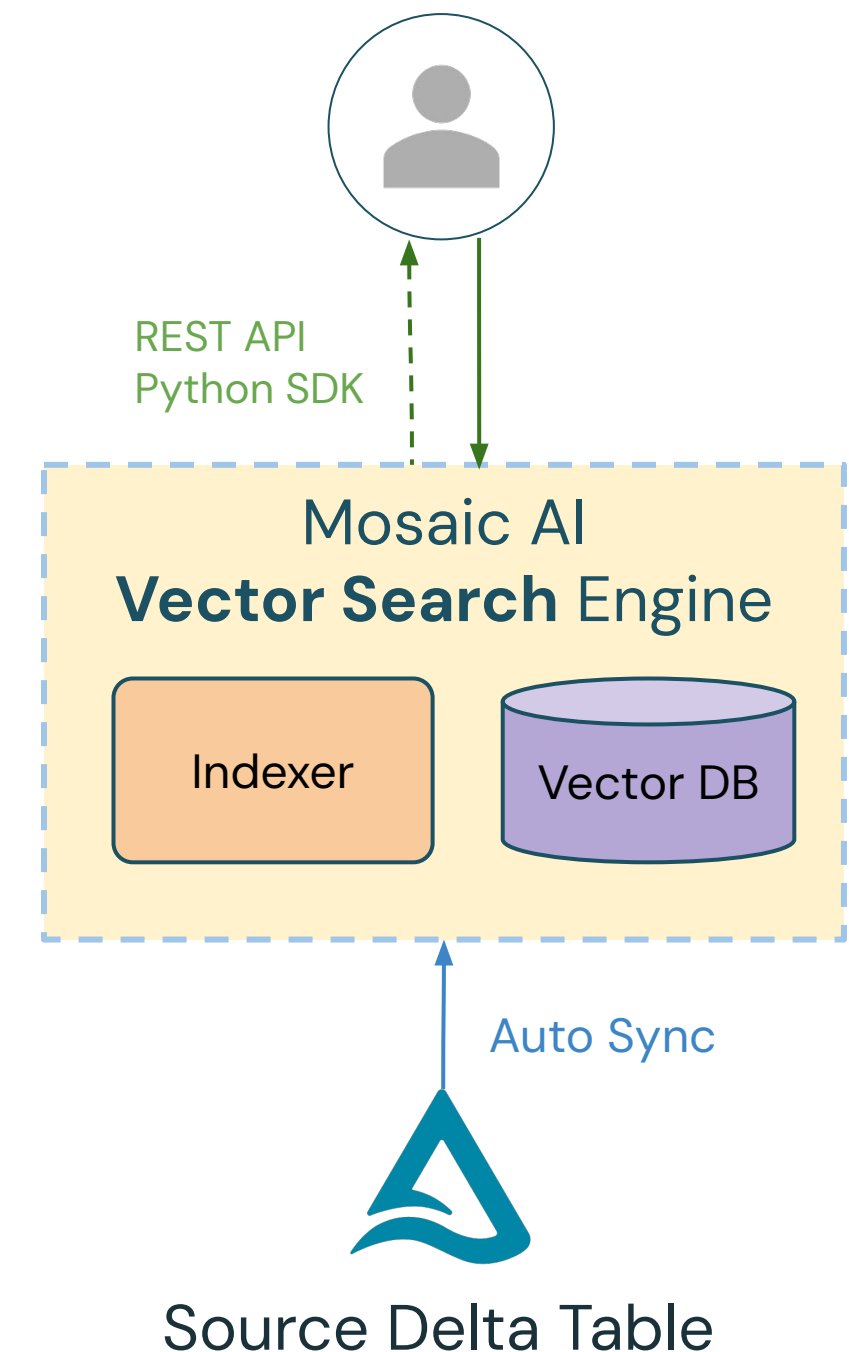 REST API
Python SDK
Mosaic AI
Vector Search Engine
Indexer
Vector DB
Auto Sync
Source Delta Table